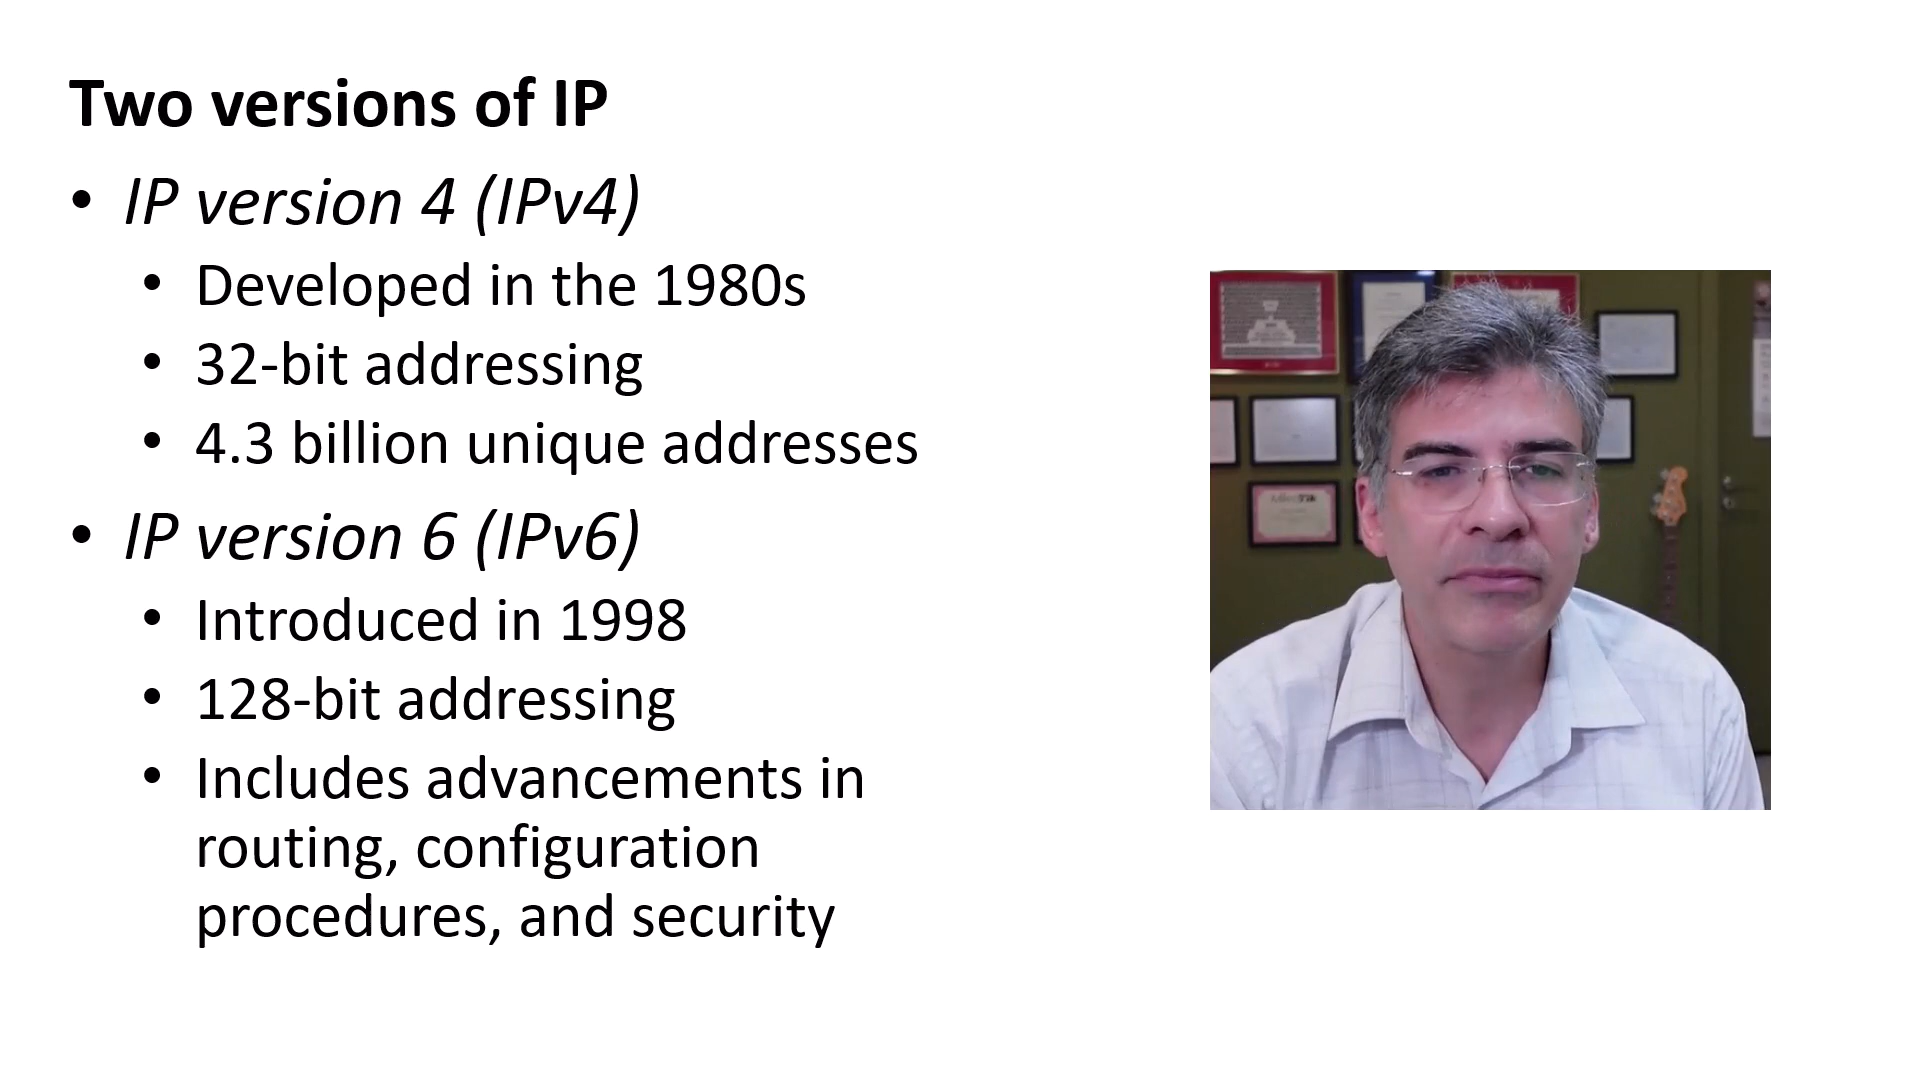 Two versions of IP
• IP version 4 (IPv4)
• Developed in the 1980s
• 32-bit addressing
• 4.3 billion unique addresses
• IP version 6 (IPv6)
• Introduced in 1998
• 128-bit addressing
• Includes advancements in
routing, configuration
procedures, and security